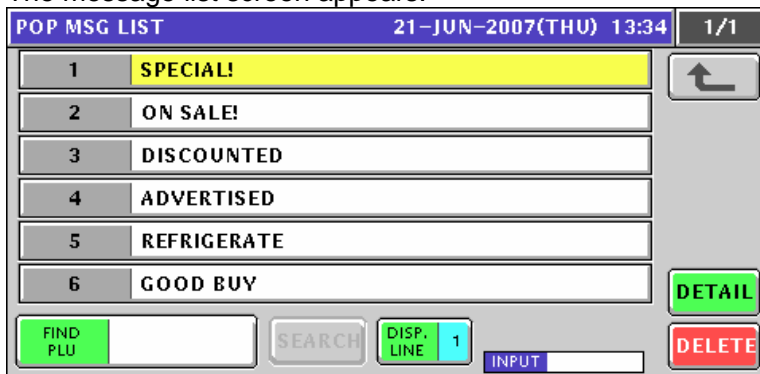 The message list screen appears.
POP MSG LIST 21-JUN-2007(THU) 13:34 1/1
1 SPECIAL!
2 ON SALE!
3 DISCOUNTED
4 ADVERTISED
5 REFRIGERATE
6 GOOD BUY
DETAIL
FIND PLU
SEARCH
DISP. LINE 1
INPUT
DELETE